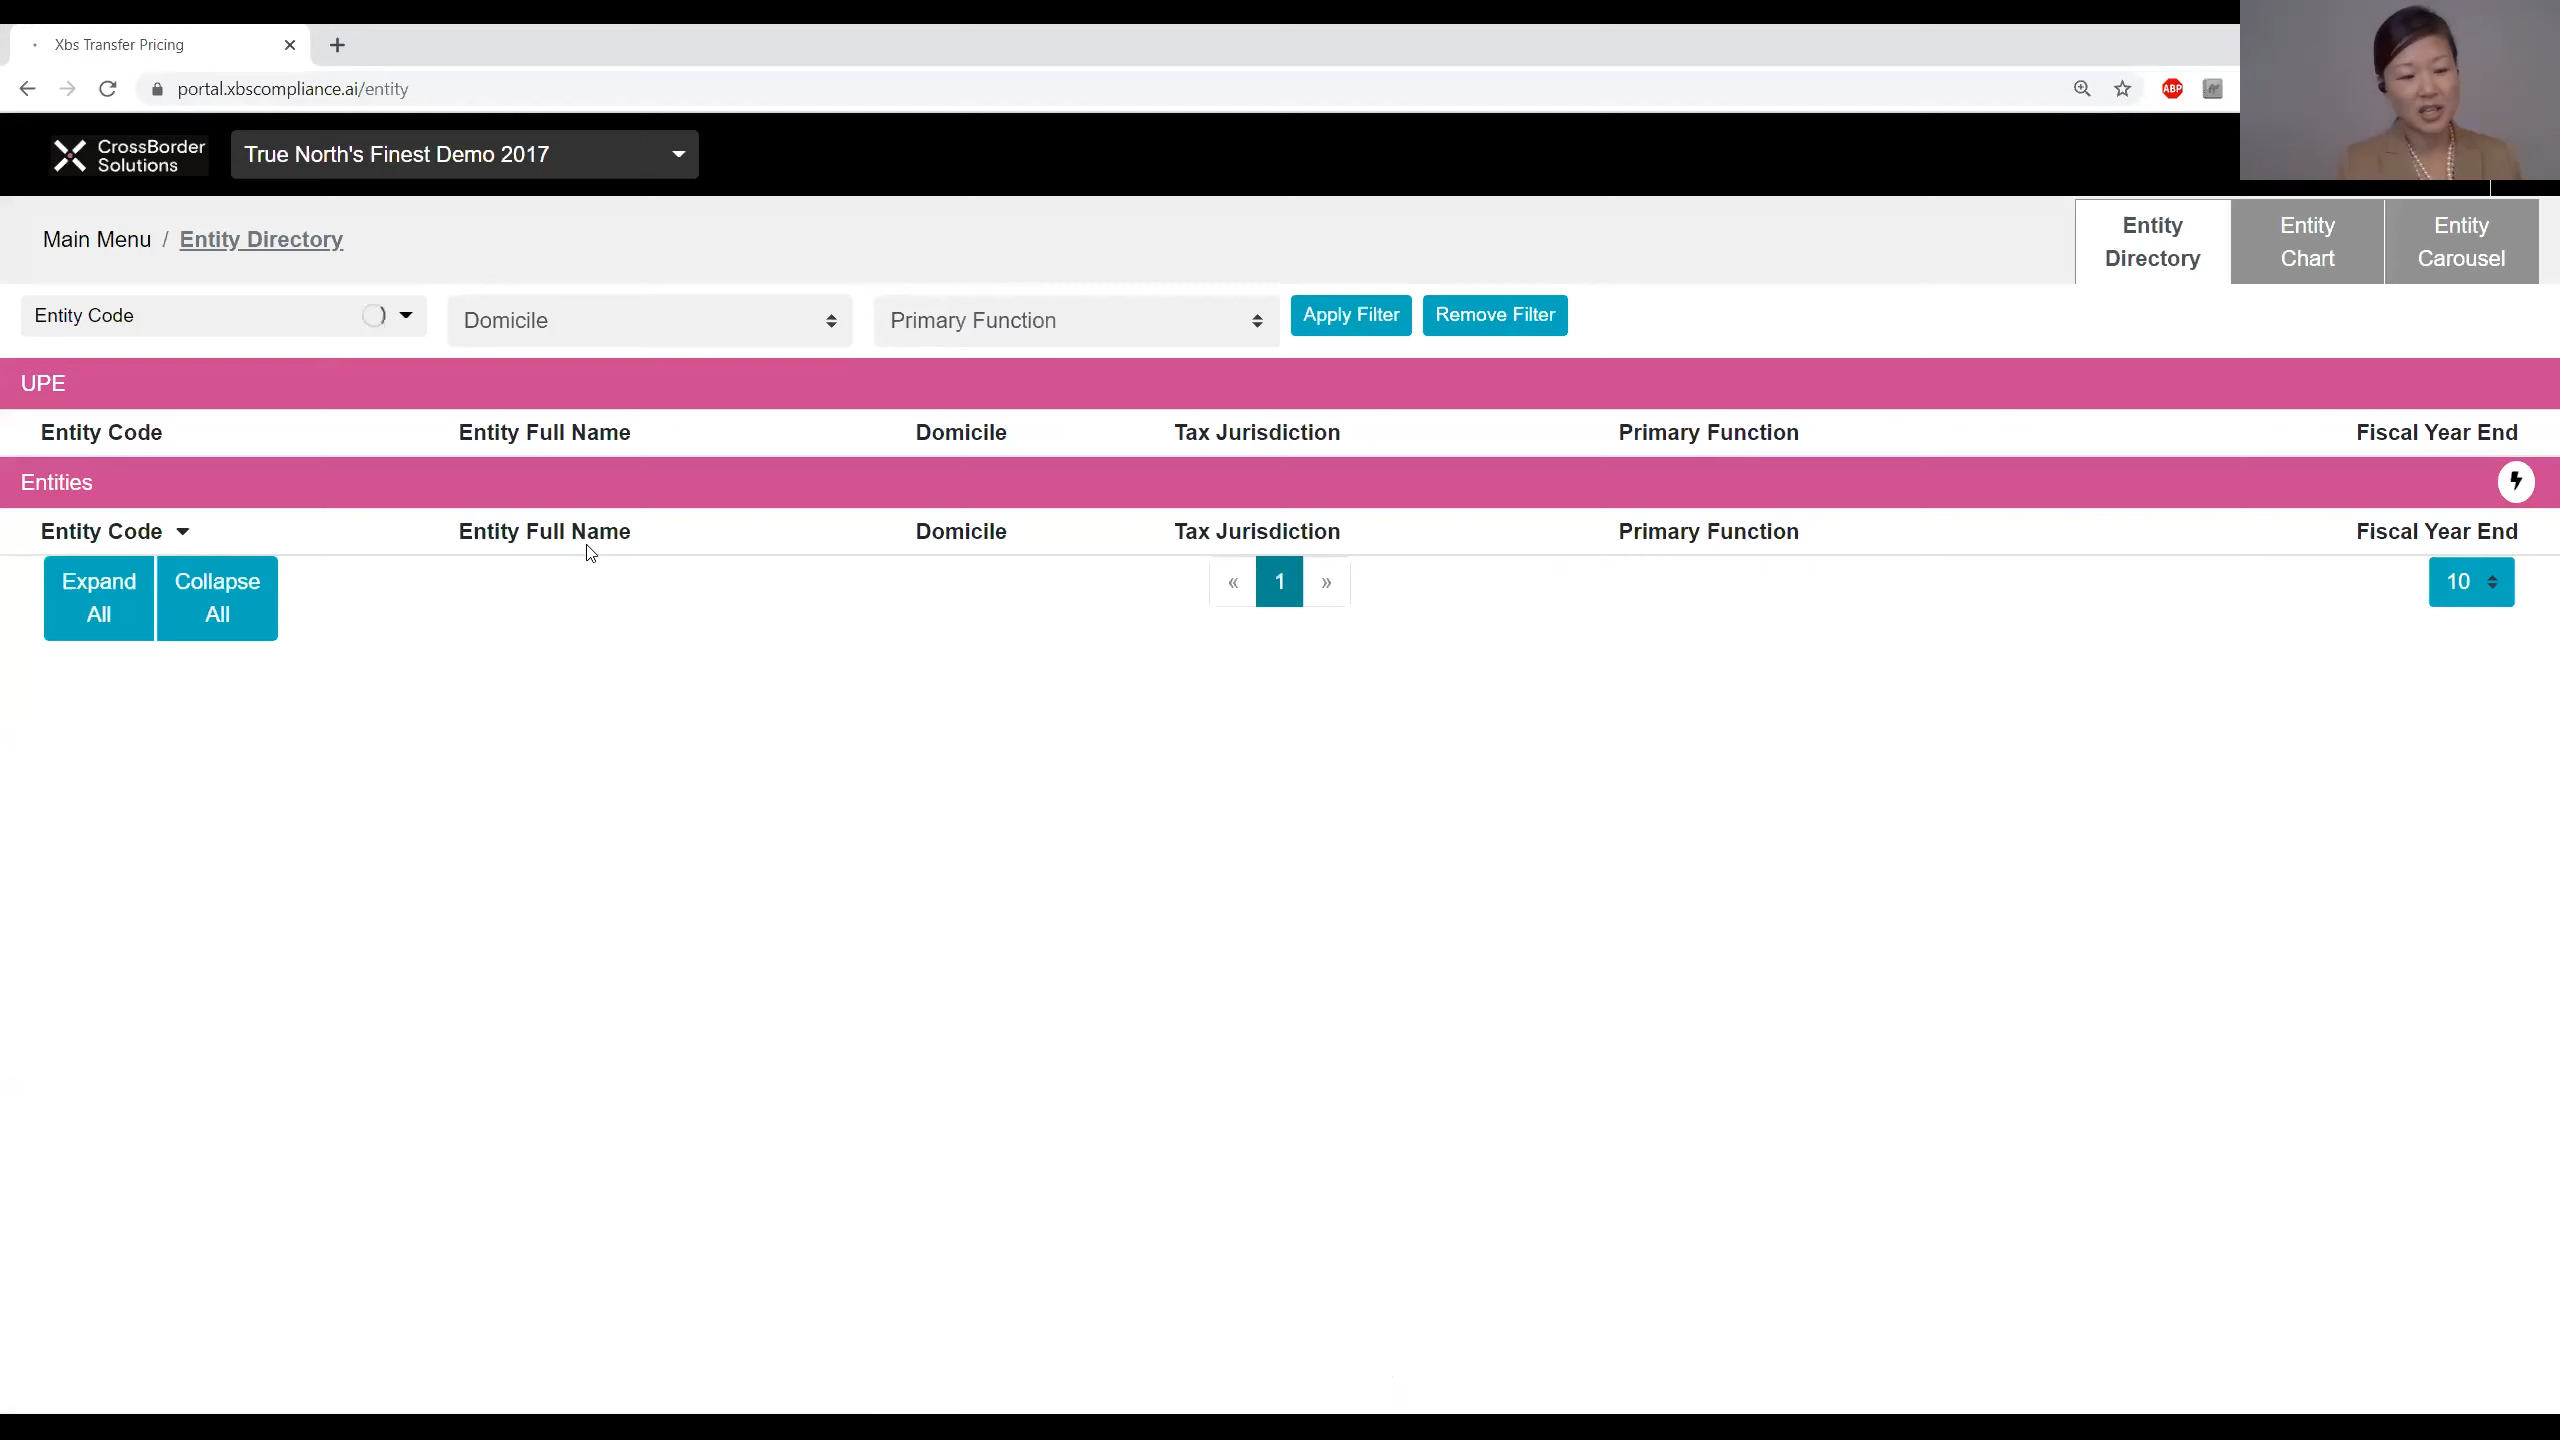 Xbs Transfer Pricing
portal.xbscompliance.ai/entity
ABP
CrossBorder
Solutions
True North's Finest Demo 2017
Main Menu / Entity Directory
Entity
Directory
Entity
Chart
Entity
Carousel
Entity Code
Domicile
Primary Function
Apply Filter
Remove Filter
UPE
Entity Code Entity Full Name Domicile Tax Jurisdiction Primary Function Fiscal Year End
Entities
Entity Code Entity Full Name Domicile Tax Jurisdiction Primary Function Fiscal Year End
Expand
All
Collapse
All
« 1 »
10